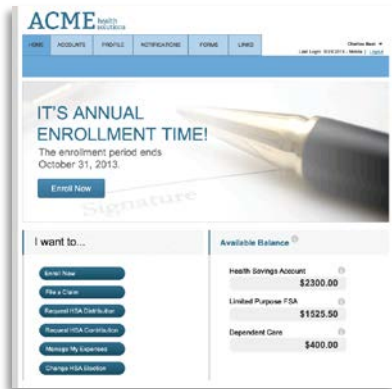 ACME health solutions
HOME ACCOUNTS PROFILE NOTIFICATIONS FORMS LINKS
IT'S ANNUAL
ENROLLMENT TIME!
The enrollment period ends
October 31, 2013.
Enroll Now
Signature
I want to...
Enroll Now
File a Claim
Request HSA Distribution
Request HSA Contribution
Manage My Expenses
Change HSA Election
Available Balance
Health Savings Account
$2300.00
Limited Purpose FSA
$1525.50
Dependent Care
$400.00